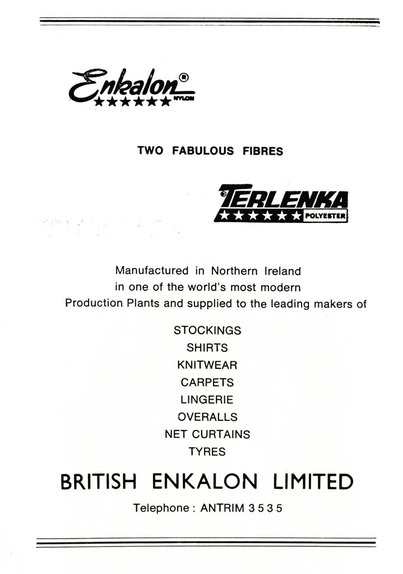 Enkalon®
★★★★★★ NYLON
TWO FABULOUS FIBRES
®TERLENKA
★★★★★★ POLYESTER
Manufactured in Northern Ireland
in one of the world's most modern
Production Plants and supplied to the leading makers of
STOCKINGS
SHIRTS
KNITWEAR
CARPETS
LINGERIE
OVERALLS
NET CURTAINS
TYRES
BRITISH ENKALON LIMITED
Telephone : ANTRIM 3535